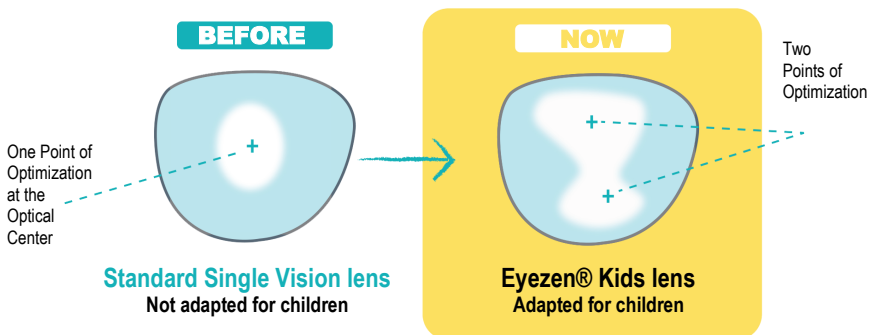 BEFORE
NOW
Two
Points of
Optimization
One Point of
Optimization
at the
Optical
Center
Standard Single Vision lens
Not adapted for children
Eyezen® Kids lens
Adapted for children